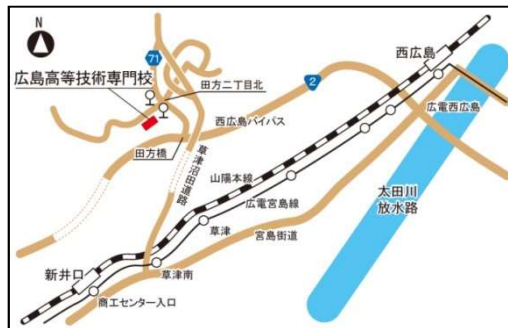 N
71
西広島
広島高等技術専門校
田方二丁目北
2
広電西広島
西広島バイパス
田方橋
草津沼田道路
山陽本線
太田川
放水路
広電宮島線
草津
宮島街道
新井口
草津南
商工センター入口